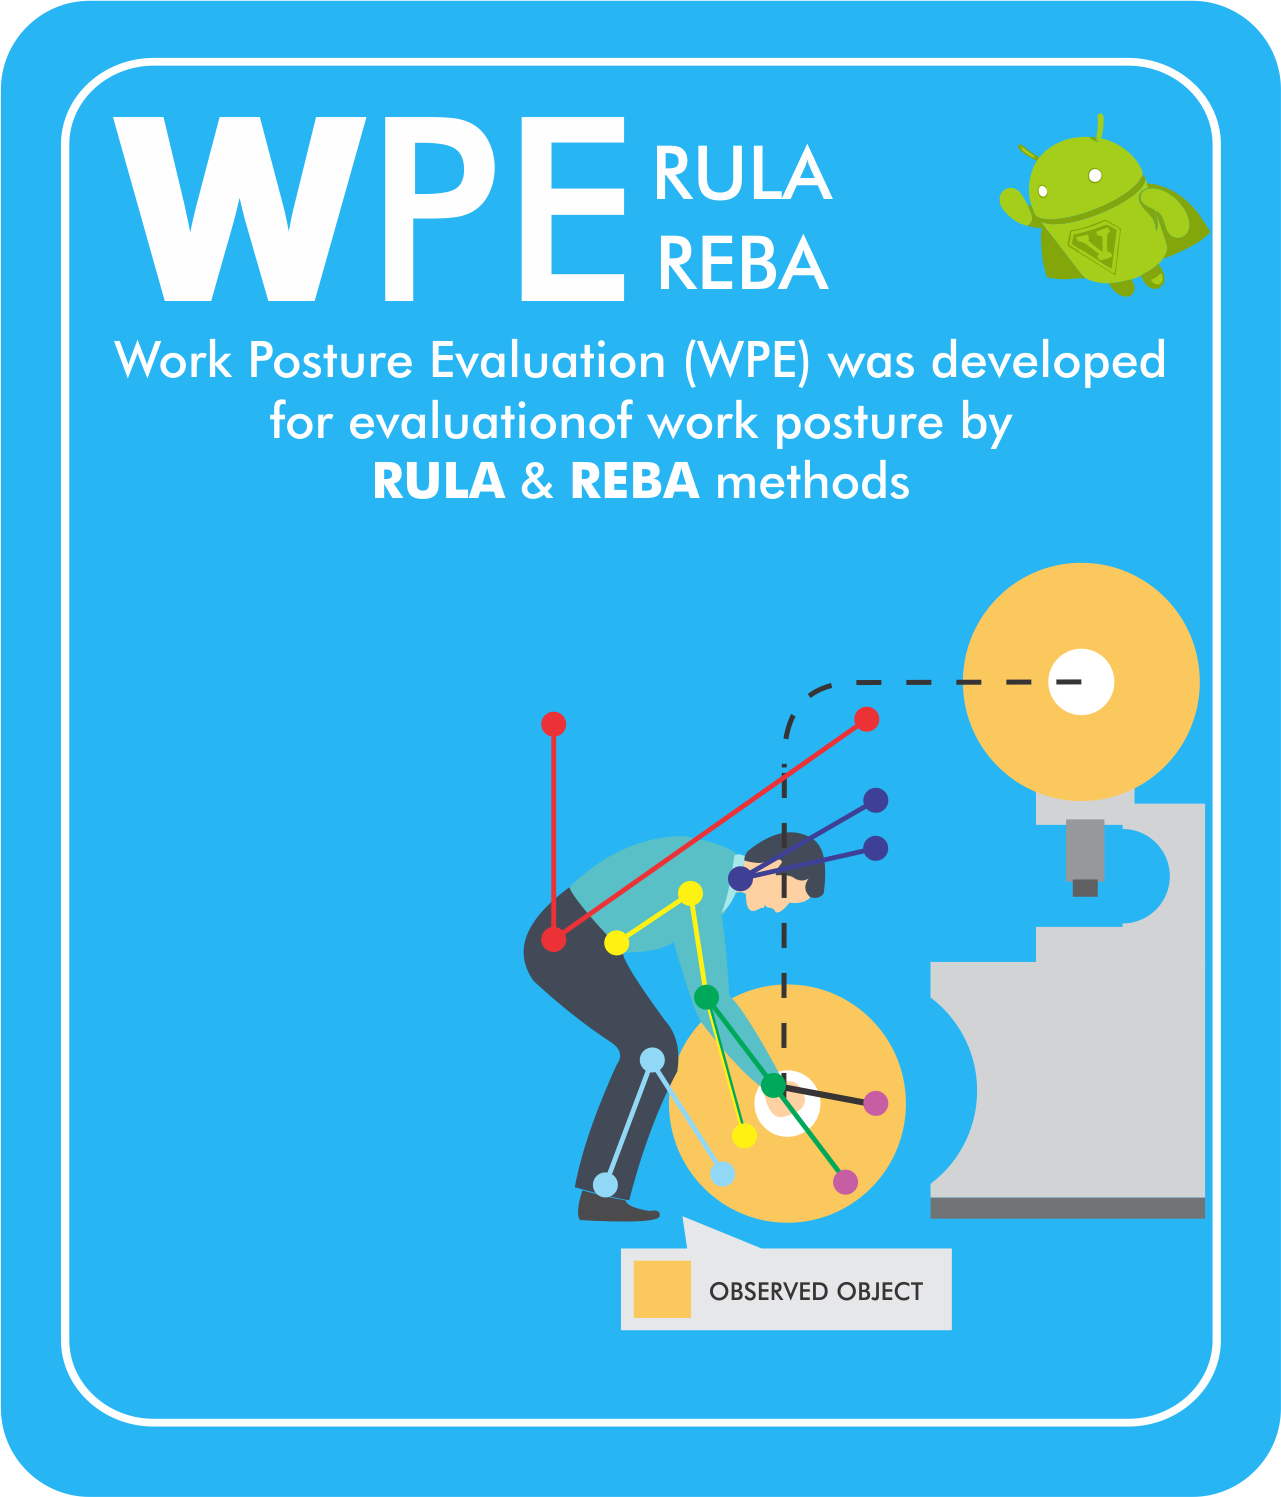 WPE
RULA
REBA
Work Posture Evaluation (WPE) was developed
for evaluationof work posture by
RULA & REBA methods
OBSERVED OBJECT